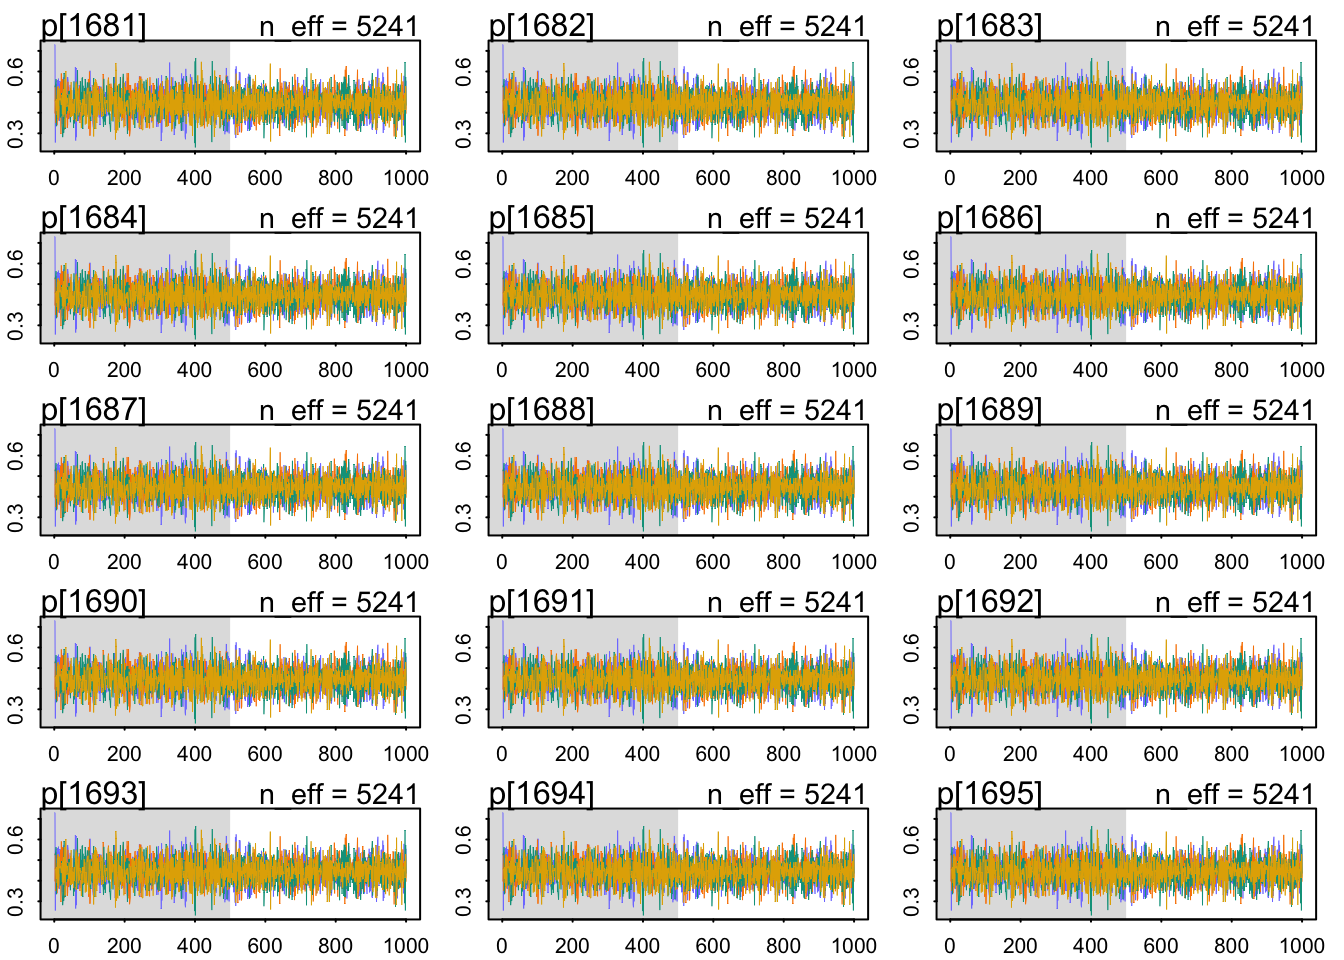 p[1681] n_eff = 5241 p[1682] n_eff = 5241 p[1683] n_eff = 5241
0.3 0.6 0.3 0.6 0.3 0.6
0 200 400 600 800 1000 0 200 400 600 800 1000 0 200 400 600 800 1000
p[1684] n_eff = 5241 p[1685] n_eff = 5241 p[1686] n_eff = 5241
0.3 0.6 0.3 0.6 0.3 0.6
0 200 400 600 800 1000 0 200 400 600 800 1000 0 200 400 600 800 1000
p[1687] n_eff = 5241 p[1688] n_eff = 5241 p[1689] n_eff = 5241
0.3 0.6 0.3 0.6 0.3 0.6
0 200 400 600 800 1000 0 200 400 600 800 1000 0 200 400 600 800 1000
p[1690] n_eff = 5241 p[1691] n_eff = 5241 p[1692] n_eff = 5241
0.3 0.6 0.3 0.6 0.3 0.6
0 200 400 600 800 1000 0 200 400 600 800 1000 0 200 400 600 800 1000
p[1693] n_eff = 5241 p[1694] n_eff = 5241 p[1695] n_eff = 5241
0.3 0.6 0.3 0.6 0.3 0.6
0 200 400 600 800 1000 0 200 400 600 800 1000 0 200 400 600 800 1000